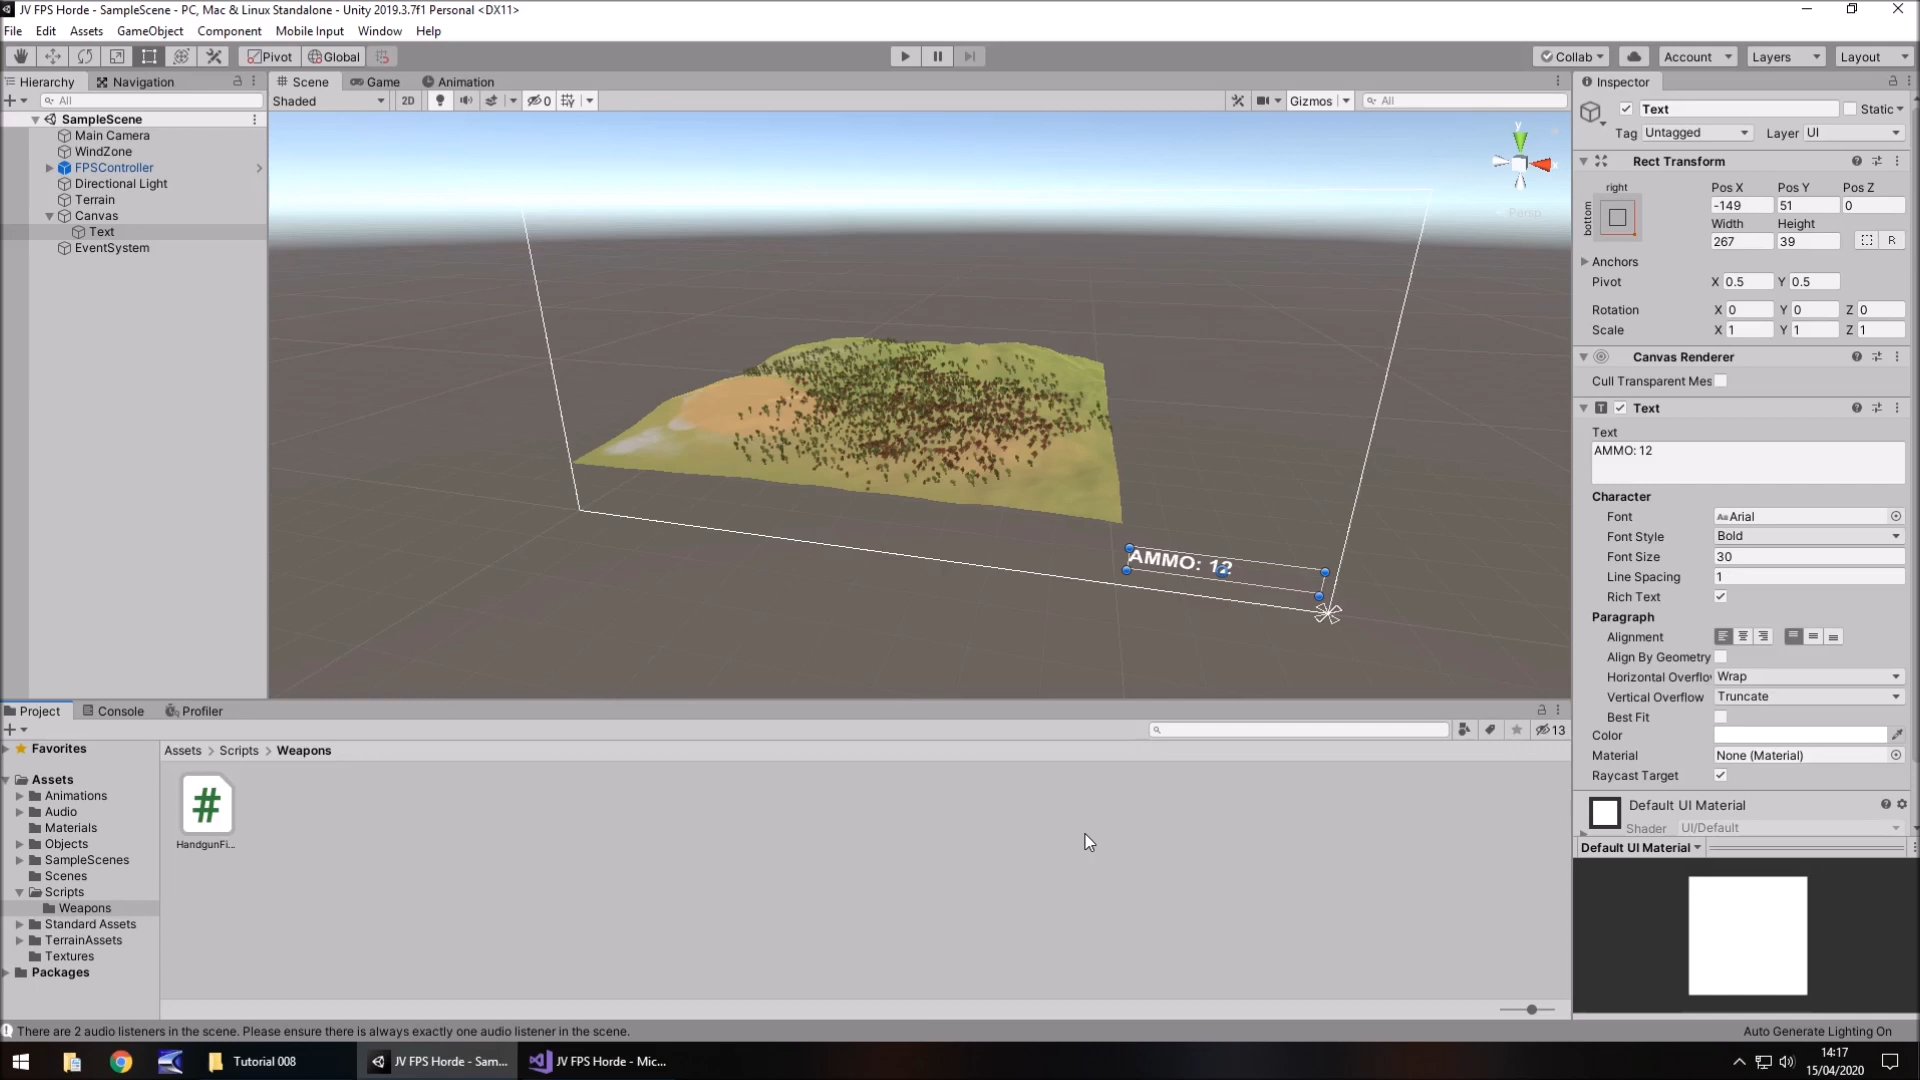 JV FPS Horde - SampleScene - PC, Mac & Linux Standalone - Unity 2019.3.7f1 Personal <DX11>
File Edit Assets GameObject Component Mobile Input Window Help
Pivot Global Collab Account Layers Layout
Hierarchy Navigation Scene Game Animation Inspector
All Shaded 2D 0 Gizmos All
Text Static
Tag Untagged Layer UI
SampleScene
Main Camera
WindZone
FPSController
Directional Light
Terrain
Canvas
Text
EventSystem
y
x
Persp
AMMO: 12
Rect Transform
right
bottom
Pos X Pos Y Pos Z
-149 51 0
Width Height
267 39 R
Anchors
Pivot X 0.5 Y 0.5
Rotation X 0 Y 0 Z 0
Scale X 1 Y 1 Z 1
Canvas Renderer
Cull Transparent Mes
Text
Text
AMMO: 12
Character
Font Arial
Font Style Bold
Font Size 30
Line Spacing 1
Rich Text
Paragraph
Alignment
Align By Geometry
Horizontal Overflo Wrap
Vertical Overflow Truncate
Best Fit
Color
Material None (Material)
Raycast Target
Default UI Material
Shader UI/Default
Default UI Material
Project Console Profiler
13
Favorites
Assets
Animations
Audio
Materials
Objects
SampleScenes
Scenes
Scripts
Weapons
Standard Assets
TerrainAssets
Textures
Packages
Assets > Scripts > Weapons
#
HandgunFi...
There are 2 audio listeners in the scene. Please ensure there is always exactly one audio listener in the scene.
Auto Generate Lighting On
Tutorial 008 JV FPS Horde - Sam... JV FPS Horde - Mic...
14:17
15/04/2020